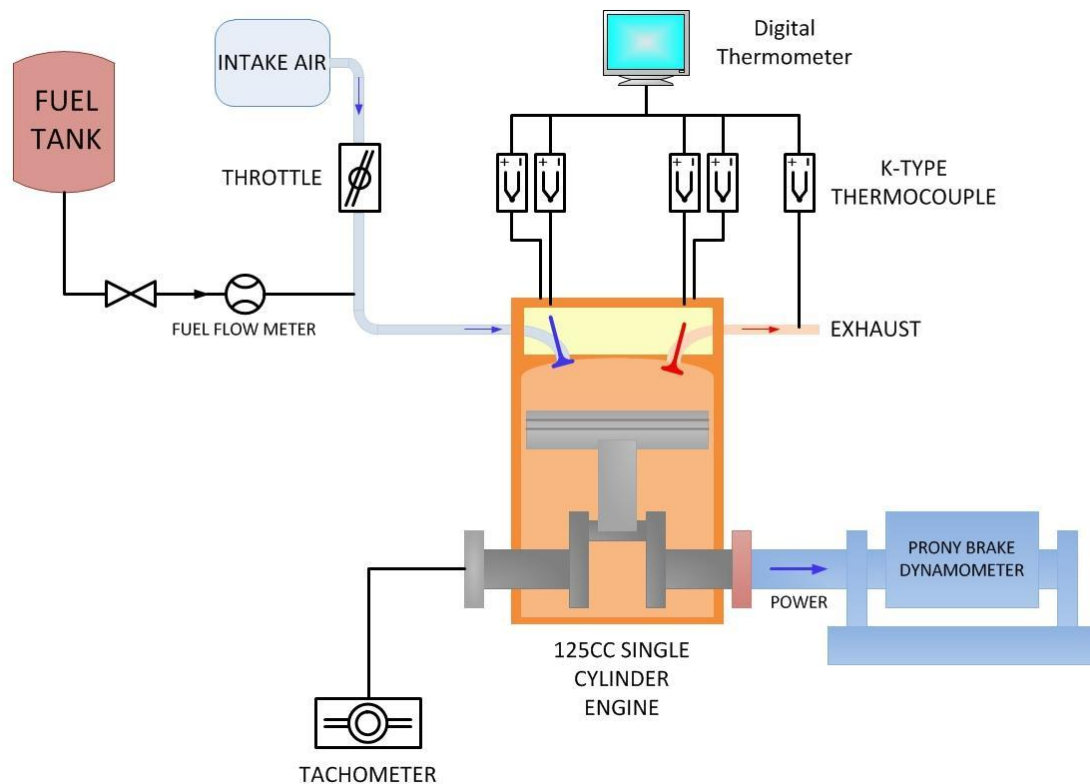 Digital
Thermometer
INTAKE AIR
FUEL
TANK
THROTTLE
+ I
+ I
+ I
+ I
+ I
K-TYPE
THERMOCOUPLE
FUEL FLOW METER
EXHAUST
PRONY BRAKE
DYNAMOMETER
POWER
125CC SINGLE
CYLINDER
ENGINE
TACHOMETER